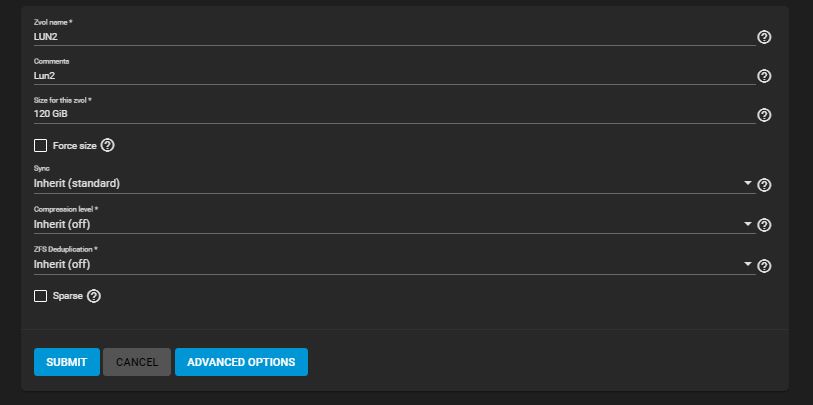 Zvol name *
LUN2
Comments
Lun2
Size for this zvol *
120 GiB
Force size
Sync
Inherit (standard)
Compression level *
Inherit (off)
ZFS Deduplication *
Inherit (off)
Sparse
SUBMIT CANCEL ADVANCED OPTIONS